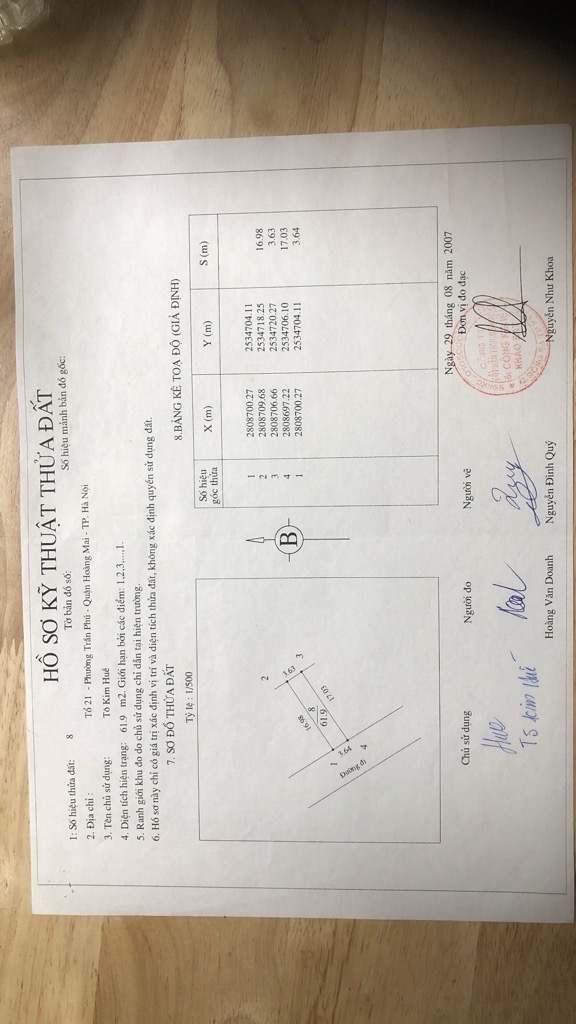 HỒ SƠ KỸ THUẬT THỬA ĐẤT
Tờ bản đồ số: Số hiệu mảnh bản đồ gốc:
1: Số hiệu thửa đất: 8
2. Địa chỉ : Tổ 21 - Phường Trần Phú - Quận Hoàng Mai - TP. Hà Nội
3. Tên chủ sử dụng: Tô Kim Huế
4. Diện tích hiện trạng: 61.9 m2. Giới hạn bởi các điểm: 1,2,3,...,1.
5. Ranh giới khu đo do chủ sử dụng chỉ dẫn tại hiện trường.
6. Hồ sơ này chỉ có giá trị xác định vị trí và diện tích thửa đất, không xác định quyền sử dụng đất.
7. SƠ ĐỒ THỬA ĐẤT
Tỷ lệ : 1/500
1
2
3
4
16.98
3.63
17.03
3.64
8
61.9
Đường đi
B
8.BẢNG KÊ TOẠ ĐỘ (GIẢ ĐỊNH)
Số hiệu góc thửa X (m) Y (m) S (m)
1 2808700.27 2534704.11
2 2808709.68 2534718.25 16.98
3 2808706.66 2534720.27 3.63
4 2808697.22 2534706.10 17.03
1 2808700.27 2534704.11 3.64
Ngày 29 tháng 08 năm 2007
Chủ sử dụng Người đo Người vẽ Đơn vị đo đạc
Huế
Tô Kim Huế
Hoàng Văn Doanh Nguyễn Đình Quý Nguyễn Như Khoa